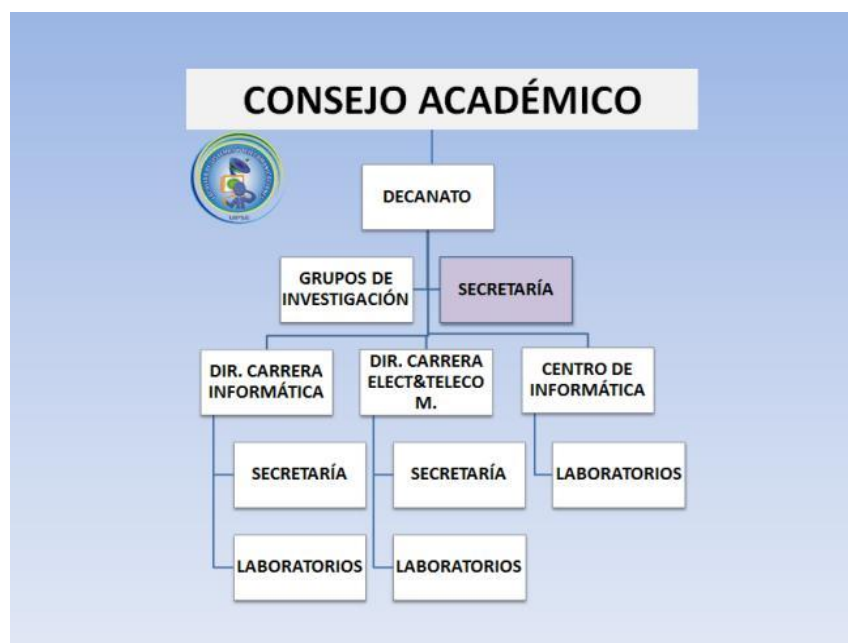 CONSEJO ACADÉMICO
DECANATO
GRUPOS DE
INVESTIGACIÓN
SECRETARÍA
DIR. CARRERA
INFORMÁTICA
DIR. CARRERA
ELECT&TELECO
M.
CENTRO DE
INFORMÁTICA
SECRETARÍA
SECRETARÍA
LABORATORIOS
LABORATORIOS
LABORATORIOS